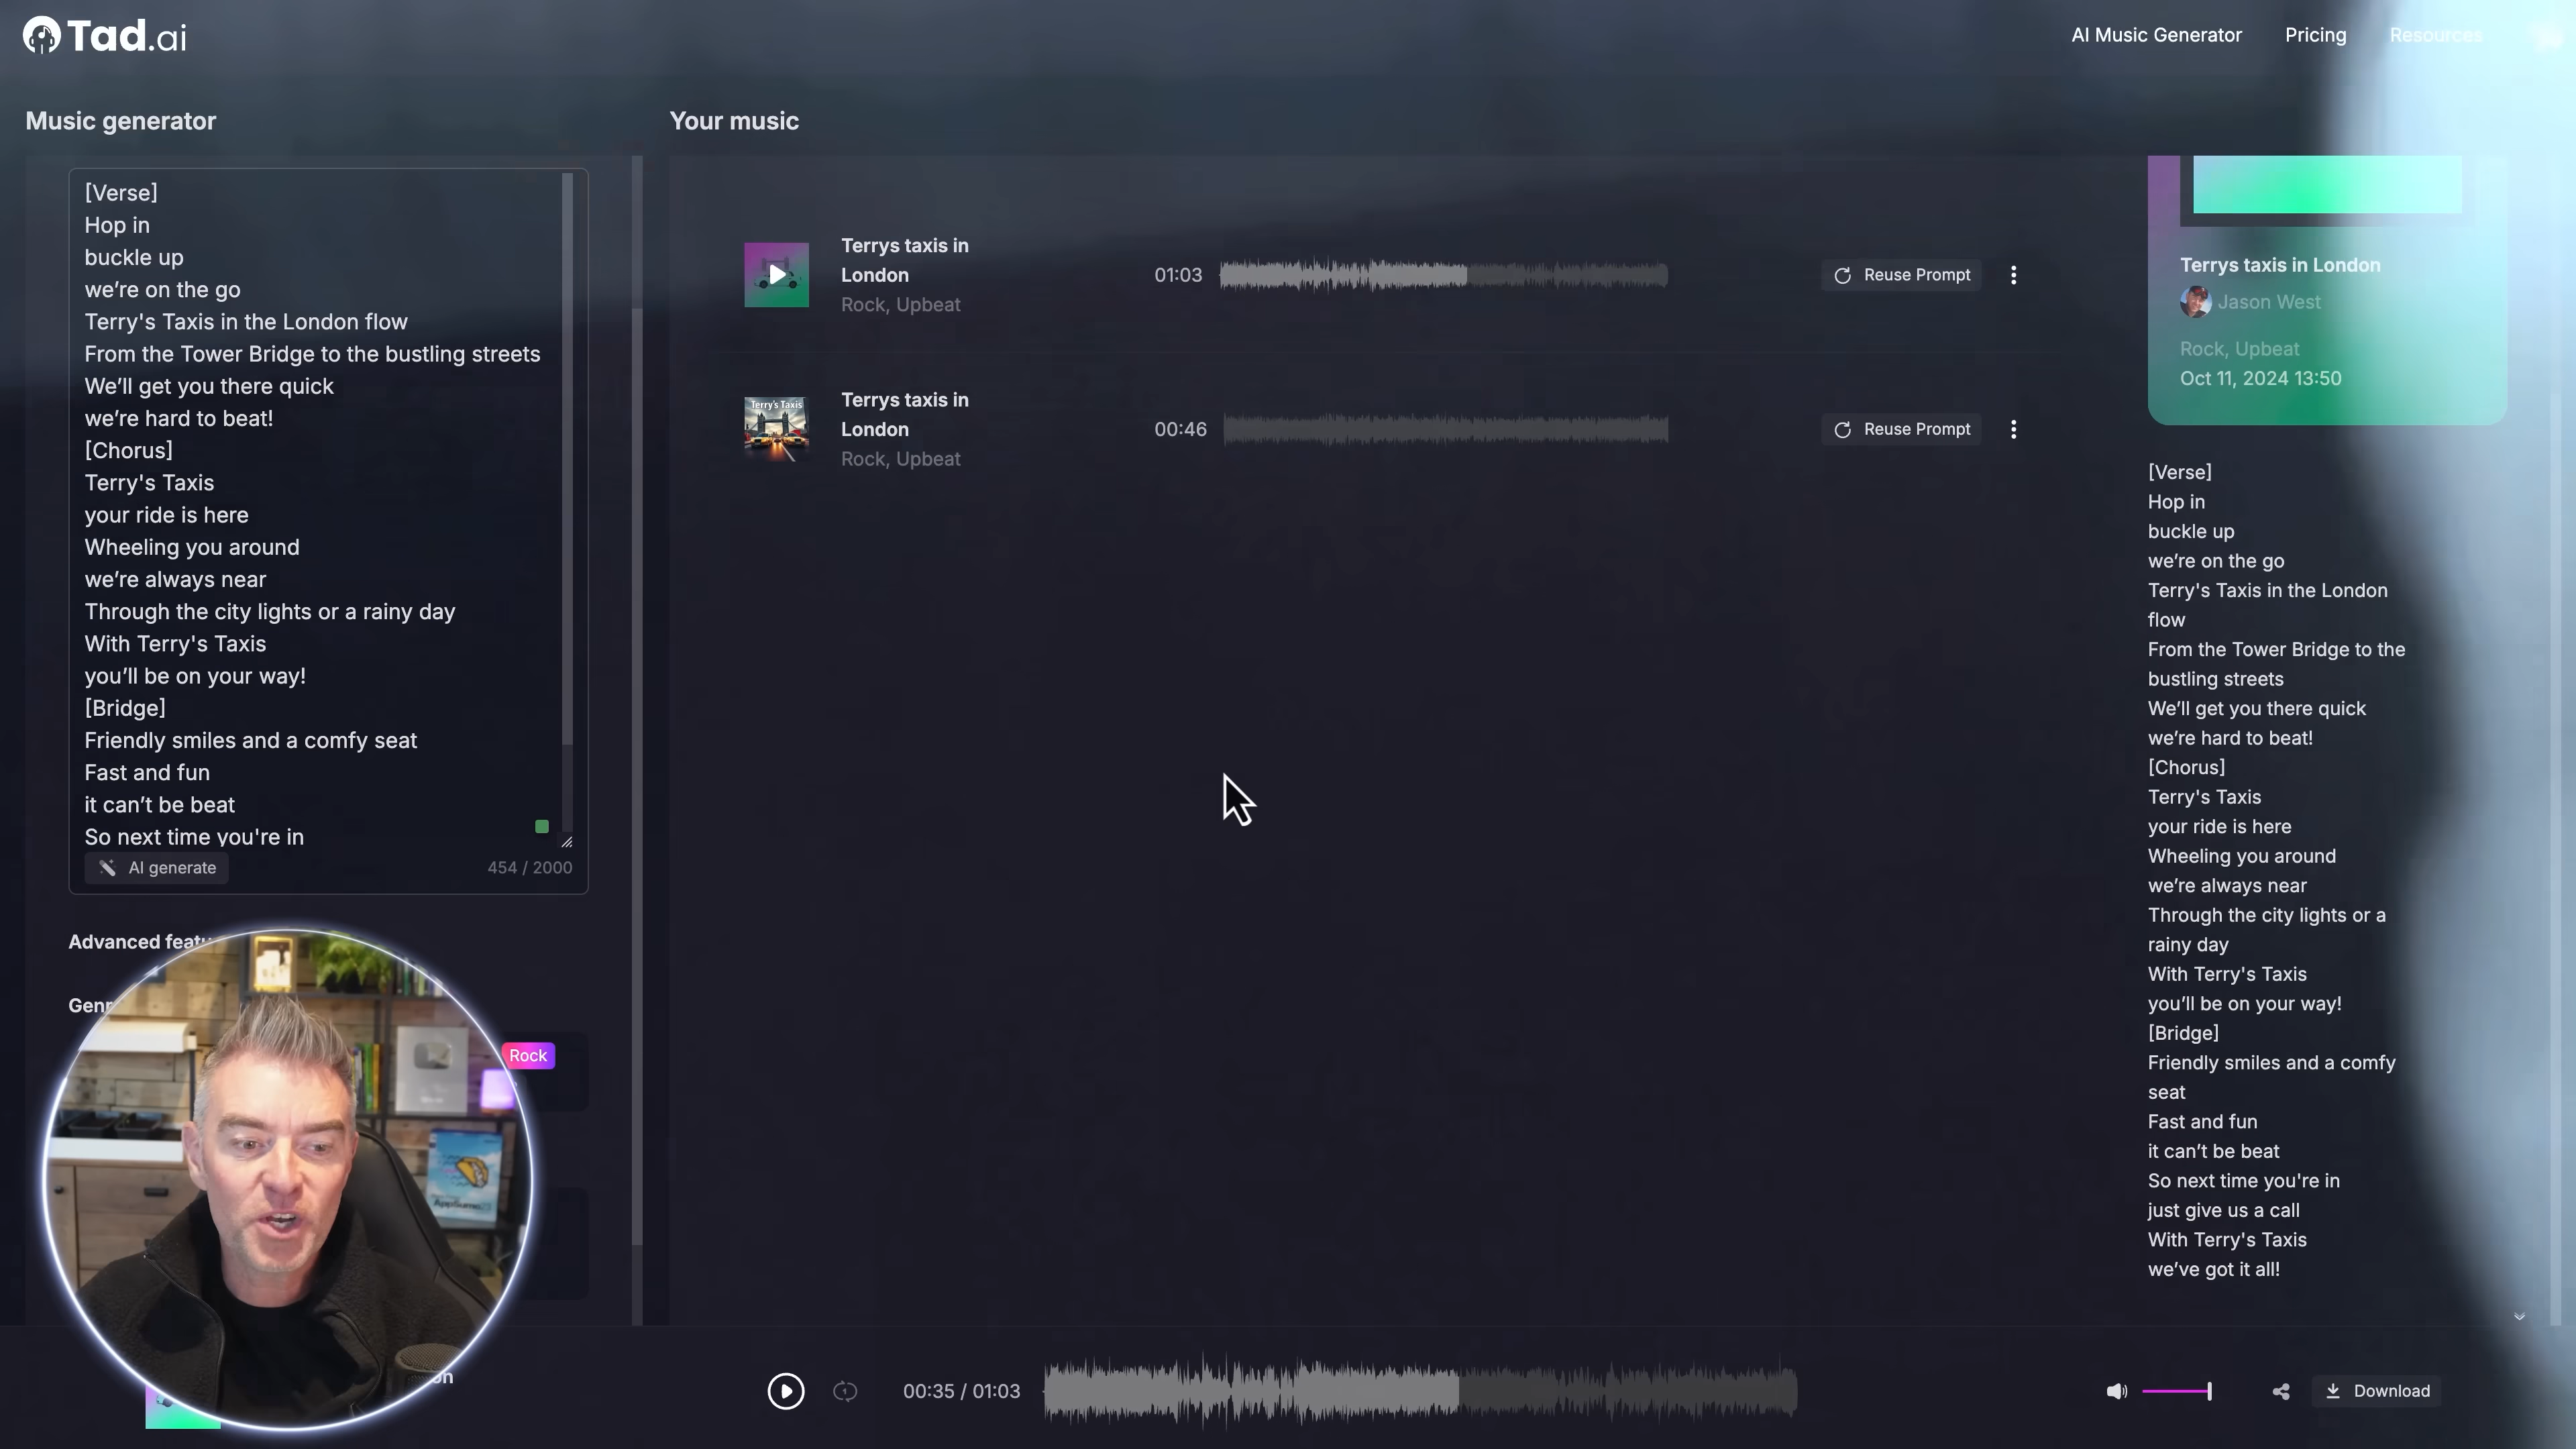 Tad.ai
AI Music Generator
Pricing
Resources
Music generator
Your music
[Verse]
Hop in
buckle up
we’re on the go
Terry's Taxis in the London flow
From the Tower Bridge to the bustling streets
We’ll get you there quick
we’re hard to beat!
[Chorus]
Terry's Taxis
your ride is here
Wheeling you around
we’re always near
Through the city lights or a rainy day
With Terry's Taxis
you’ll be on your way!
[Bridge]
Friendly smiles and a comfy seat
Fast and fun
it can’t be beat
So next time you're in
AI generate
454 / 2000
Advanced
Rock
Terrys taxis in
London
Rock, Upbeat
01:03
Reuse Prompt
Terry's Taxis
Terrys taxis in
London
Rock, Upbeat
00:46
Reuse Prompt
Terrys taxis in London
Jason West
Rock, Upbeat
Oct 11, 2024 13:50
[Verse]
Hop in
buckle up
we’re on the go
Terry's Taxis in the London
flow
From the Tower Bridge to the
bustling streets
We’ll get you there quick
we’re hard to beat!
[Chorus]
Terry's Taxis
your ride is here
Wheeling you around
we’re always near
Through the city lights or a
rainy day
With Terry's Taxis
you’ll be on your way!
[Bridge]
Friendly smiles and a comfy
seat
Fast and fun
it can’t be beat
So next time you're in
just give us a call
With Terry's Taxis
we’ve got it all!
00:35 / 01:03
Download